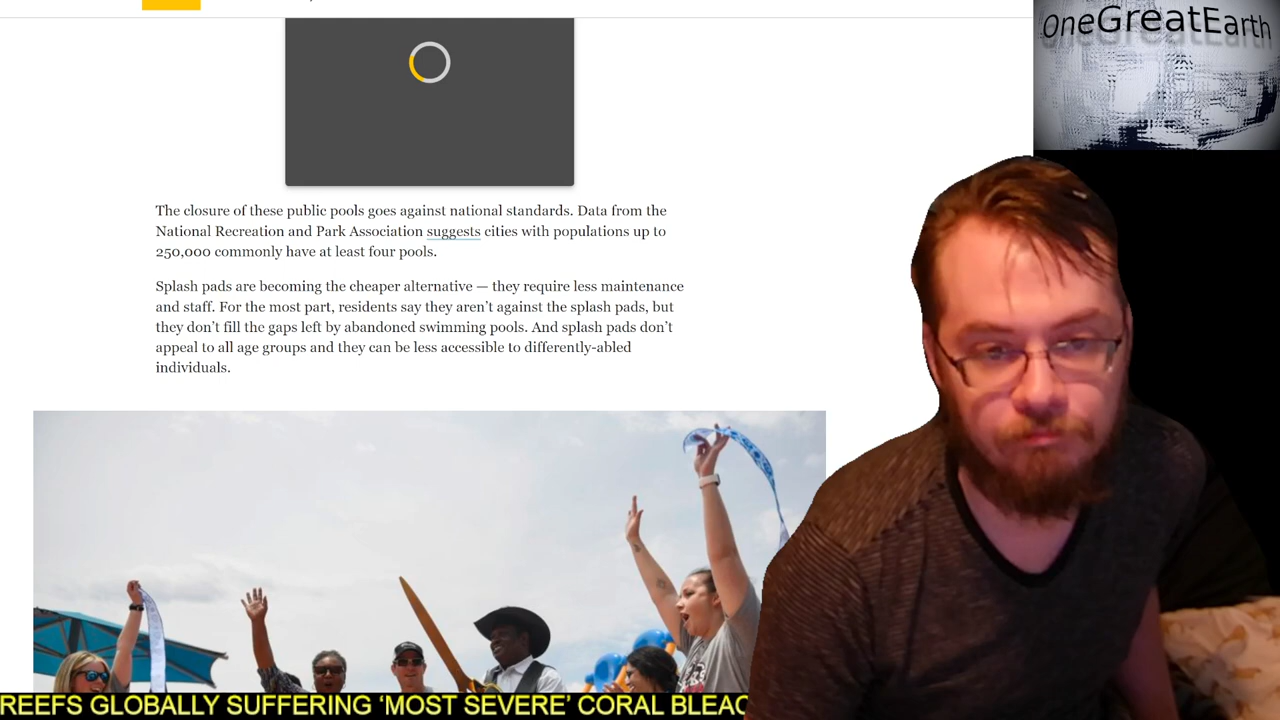 OneGreatEarth
The closure of these public pools goes against national standards. Data from the
National Recreation and Park Association suggests cities with populations up to
250,000 commonly have at least four pools.
Splash pads are becoming the cheaper alternative — they require less maintenance
and staff. For the most part, residents say they aren’t against the splash pads, but
they don’t fill the gaps left by abandoned swimming pools. And splash pads don’t
appeal to all age groups and they can be less accessible to differently-abled
individuals.
REEFS GLOBALLY SUFFERING ‘MOST SEVERE’ CORAL BLEAC